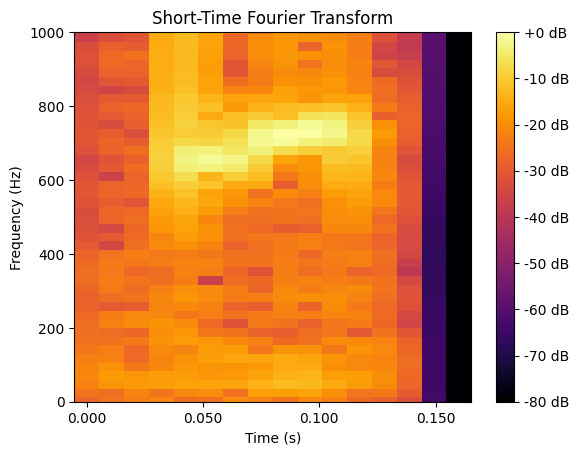 Short-Time Fourier Transform
1000
800
600
400
200
0
Frequency (Hz)
0.000
0.050
0.100
0.150
Time (s)
+0 dB
-10 dB
-20 dB
-30 dB
-40 dB
-50 dB
-60 dB
-70 dB
-80 dB